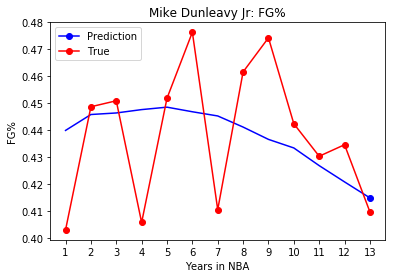 Mike Dunleavy Jr: FG%
Prediction
True
0.48
0.47
0.46
0.45
0.44
0.43
0.42
0.41
0.40
FG%
1 2 3 4 5 6 7 8 9 10 11 12 13
Years in NBA